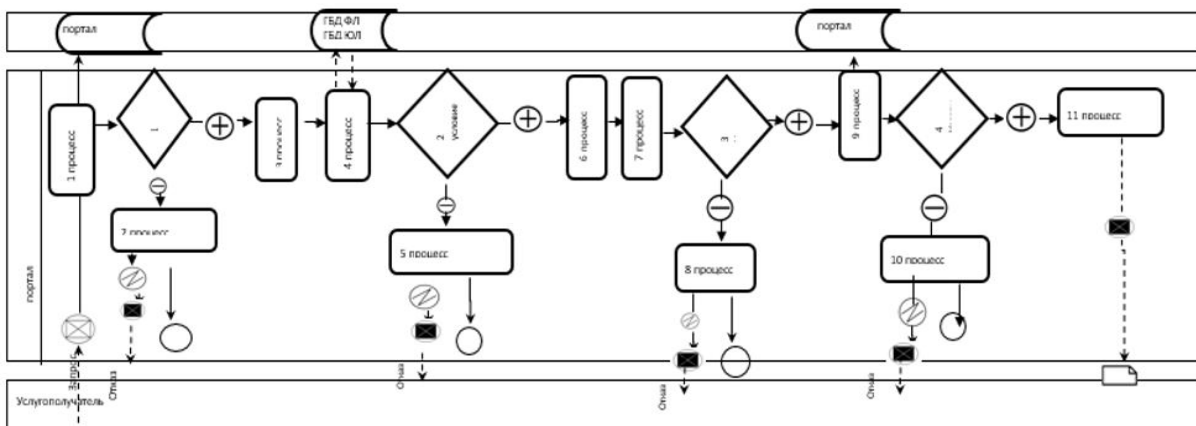 портал
ГБД ФЛ
ГБД ЮЛ
портал
портал
1 процесс
1
3 процесс
4 процесс
2
условие
6 процесс
7 процесс
3
9 процесс
4
11 процесс
процесс
5 процесс
8 процесс
10 процесс
Запрос
Отказ
Отказ
Отказ
Отказ
Услугополучатель